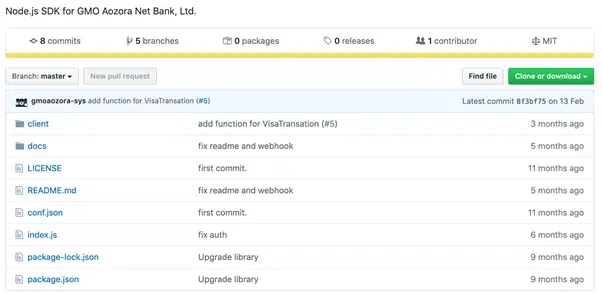 Node.js SDK for GMO Aozora Net Bank, Ltd.
8 commits 5 branches 0 packages 0 releases 1 contributor MIT
Branch: master New pull request Find file Clone or download
gmoaozora-sys add function for VisaTransation (#5) Latest commit 8f3bf75 on 13 Feb
client add function for VisaTransation (#5) 3 months ago
docs fix readme and webhook 5 months ago
LICENSE first commit. 11 months ago
README.md fix readme and webhook 5 months ago
conf.json first commit. 11 months ago
index.js fix auth 6 months ago
package-lock.json Upgrade library 9 months ago
package.json Upgrade library 9 months ago